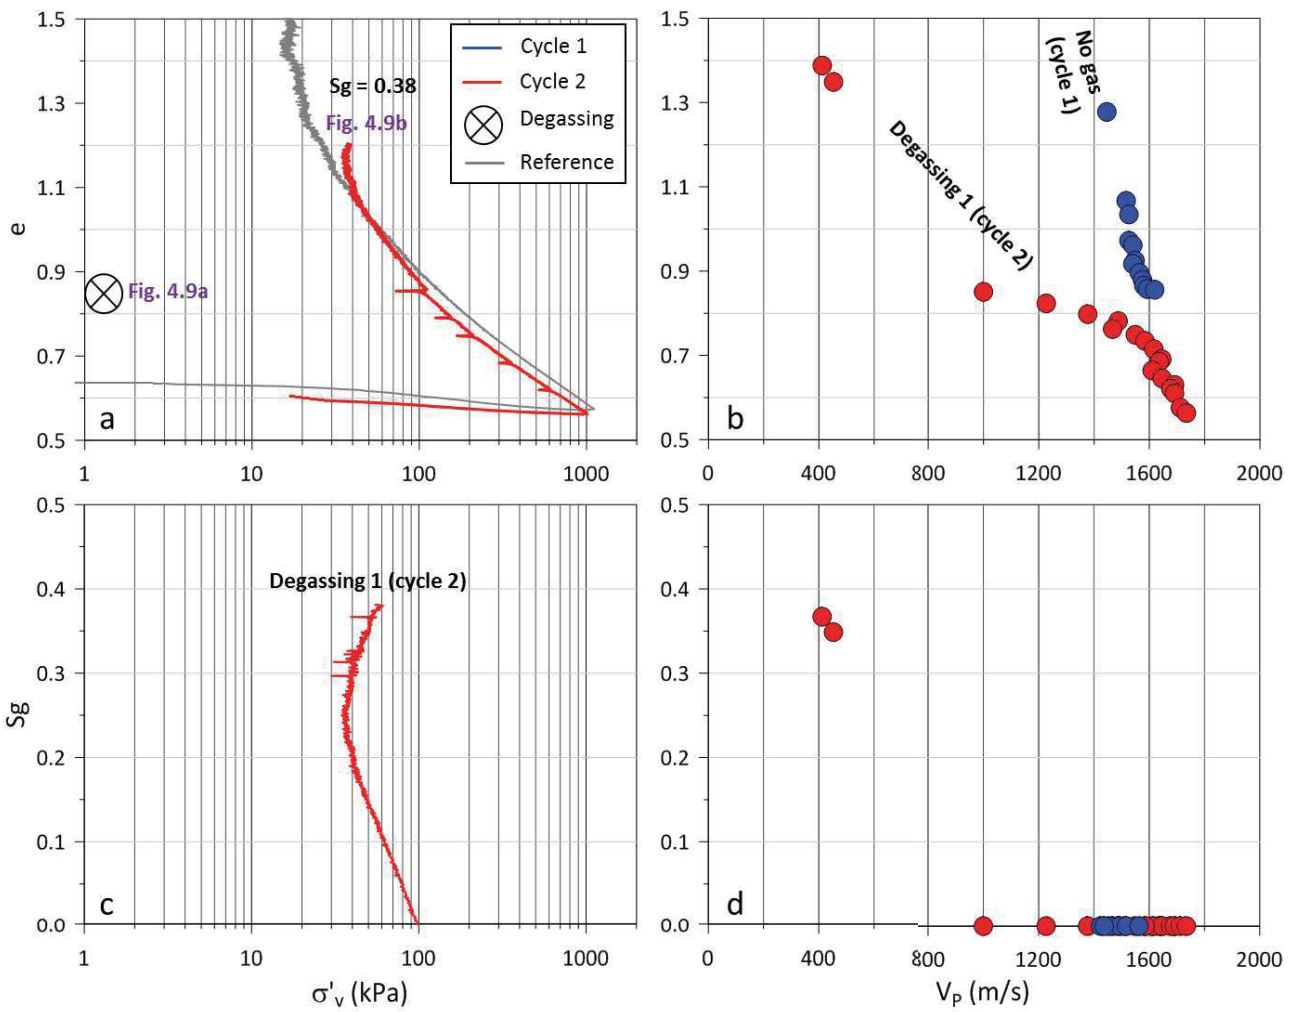 1.5
1.3
1.1
0.9
0.7
0.5
e
Sg = 0.38
Fig. 4.9b
Cycle 1
Cycle 2
Degassing
Reference
Fig. 4.9a
a
1
10
100
1000
1.5
1.3
1.1
0.9
0.7
0.5
No gas
(cycle 1)
Degassing 1 (cycle 2)
b
0
400
800
1200
1600
2000
0.5
0.4
0.3
0.2
0.1
0.0
Sg
Degassing 1 (cycle 2)
c
1
10
100
1000
σ'v (kPa)
0.5
0.4
0.3
0.2
0.1
0.0
d
0
400
800
1200
1600
2000
VP (m/s)